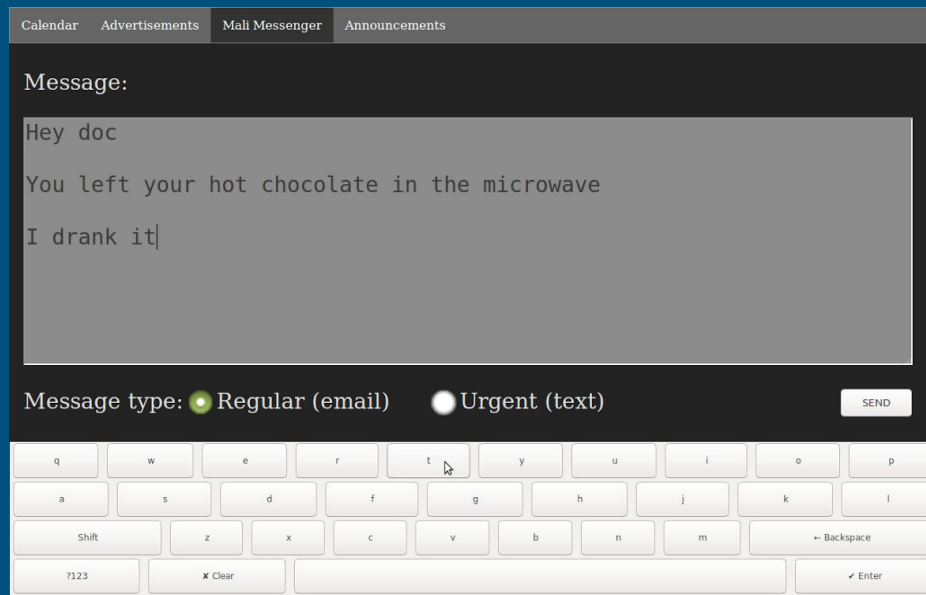 Calendar Advertisements Mali Messenger Announcements
Message:
Hey doc
You left your hot chocolate in the microwave
I drank it
Message type: Regular (email) Urgent (text) SEND
q w e r t y u i o p
a s d f g h j k l
Shift z x c v b n m ← Backspace
?123 ✘ Clear ✔ Enter